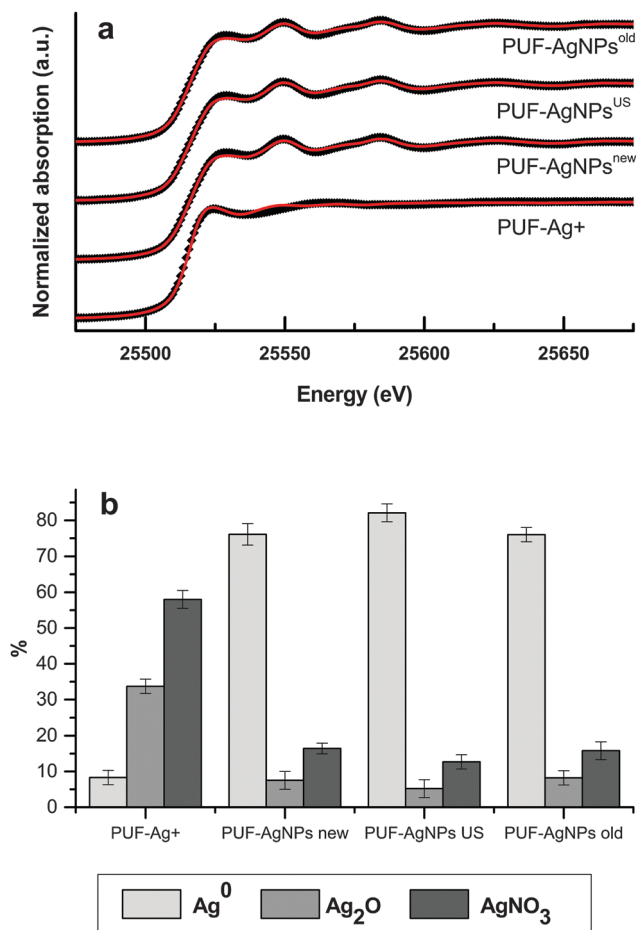 a
Normalized absorption (a.u.)
PUF-AgNPs^old
PUF-AgNPs^US
PUF-AgNPs^new
PUF-Ag+
25500 25550 25600 25650
Energy (eV)
b
%
80
70
60
50
40
30
20
10
0
PUF-Ag+ PUF-AgNPs new PUF-AgNPs US PUF-AgNPs old
Ag^0 Ag₂O AgNO₃